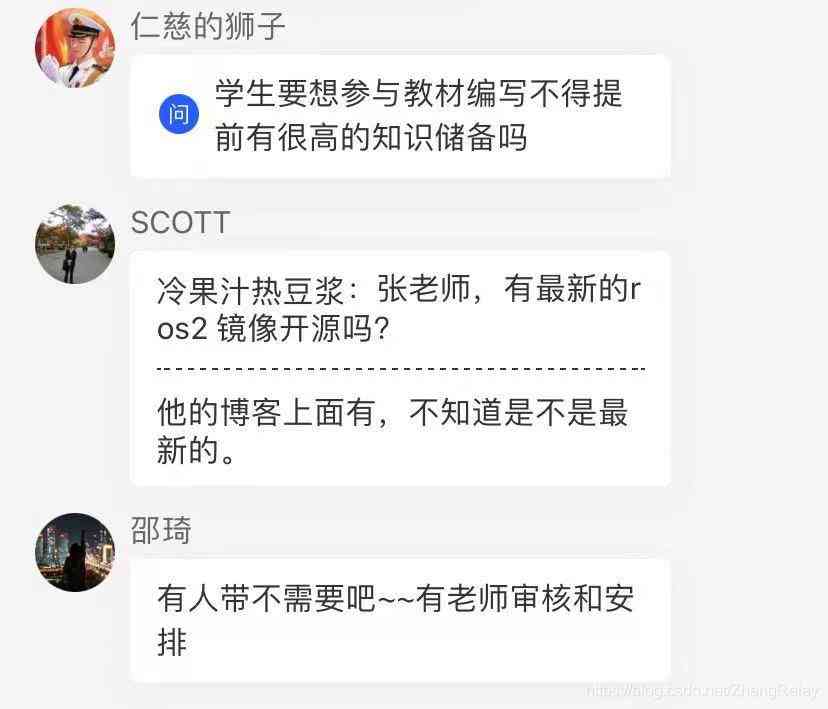 仁慈的狮子
问
学生要想参与教材编写不得提
前有很高的知识储备吗
SCOTT
冷果汁热豆浆：张老师，有最新的r
os2 镜像开源吗?
他的博客上面有，不知道是不是最
新的。
邵琦
有人带不需要吧~~有老师审核和安
排
https://blog.csdn.net/ZhangRelay